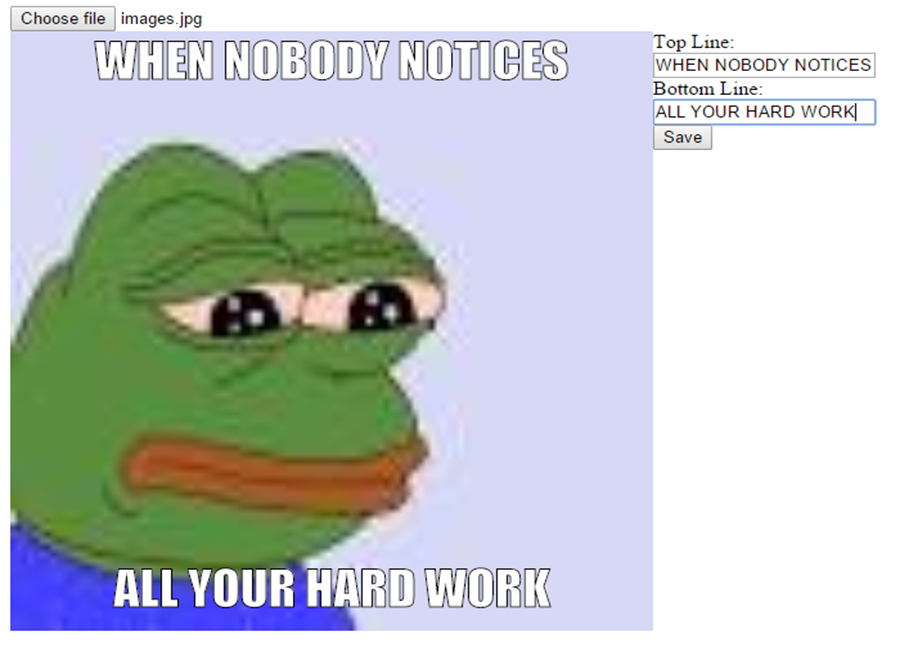 Choose file images.jpg
WHEN NOBODY NOTICES
Top Line:
WHEN NOBODY NOTICES
Bottom Line:
ALL YOUR HARD WORK
Save
ALL YOUR HARD WORK